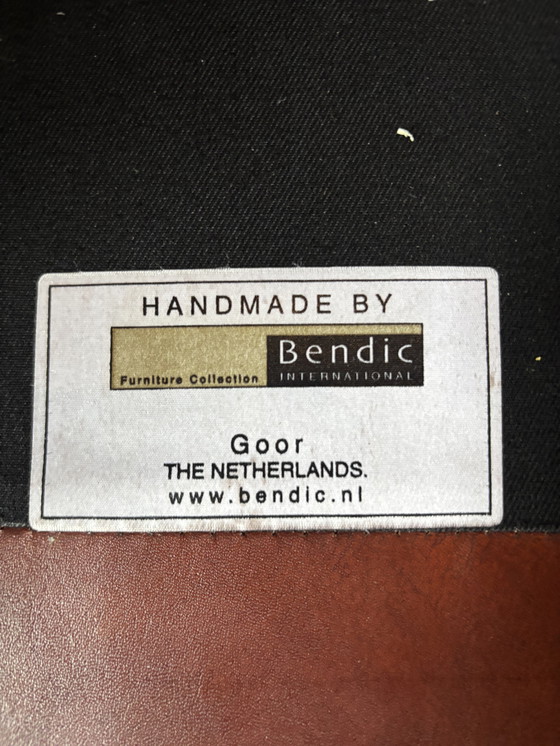 HANDMADE BY
Bendic
Furniture Collection INTERNATIONAL
Goor
THE NETHERLANDS.
www.bendic.nl